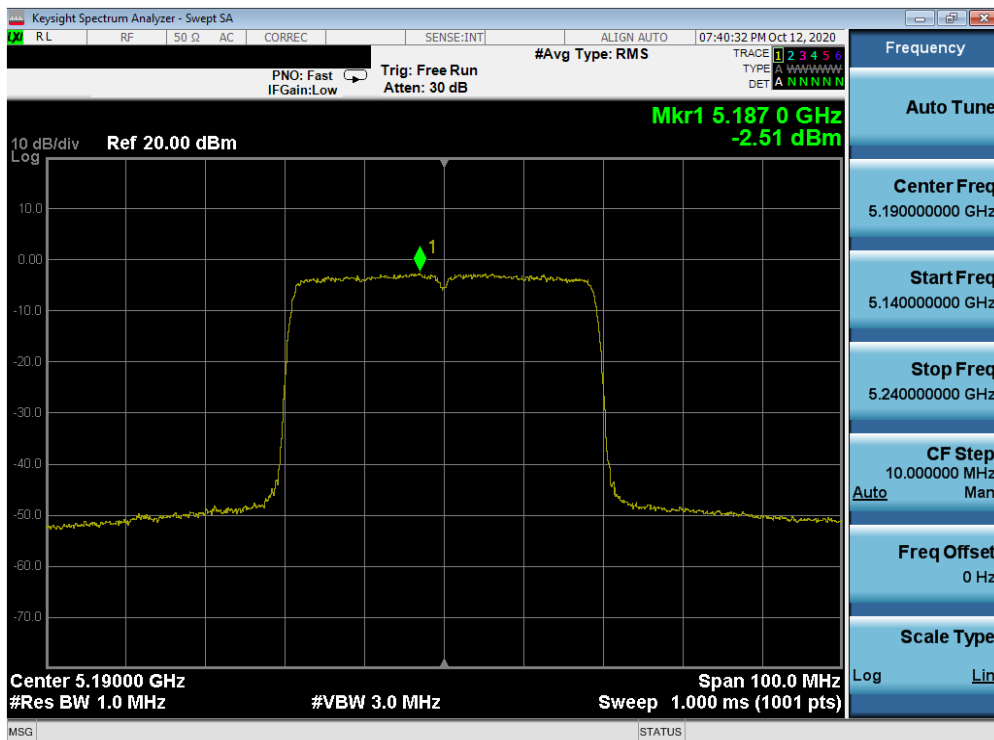 Keysight Spectrum Analyzer - Swept SA
LXI RL RF 50 Ω AC CORREC SENSE:INT ALIGN AUTO 07:40:32 PM Oct 12, 2020
#Avg Type: RMS
TRACE 1 2 3 4 5 6
TYPE A WWWWW
DET A N N N N N
PNO: Fast
IFGain:Low
Trig: Free Run
Atten: 30 dB
Mkr1 5.187 0 GHz
-2.51 dBm
10 dB/div
Log
Ref 20.00 dBm
10.0
0.00
-10.0
-20.0
-30.0
-40.0
-50.0
-60.0
-70.0
1
Center 5.19000 GHz
#Res BW 1.0 MHz
#VBW 3.0 MHz
Span 100.0 MHz
Sweep 1.000 ms (1001 pts)
Frequency
Auto Tune
Center Freq
5.190000000 GHz
Start Freq
5.140000000 GHz
Stop Freq
5.240000000 GHz
CF Step
10.000000 MHz
Auto Man
Freq Offset
0 Hz
Scale Type
Log Lin
MSG STATUS